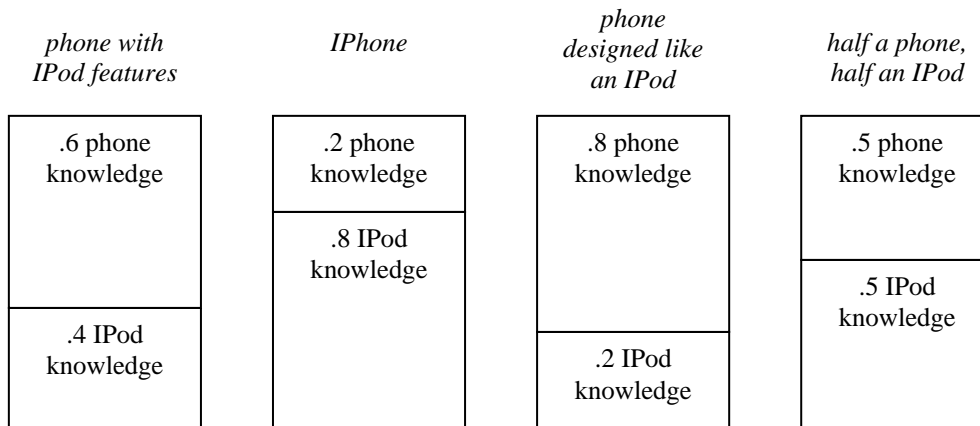 phone with
IPod features
IPhone
phone
designed like
an IPod
half a phone,
half an IPod
.6 phone
knowledge
.4 IPod
knowledge
.2 phone
knowledge
.8 IPod
knowledge
.8 phone
knowledge
.2 IPod
knowledge
.5 phone
knowledge
.5 IPod
knowledge